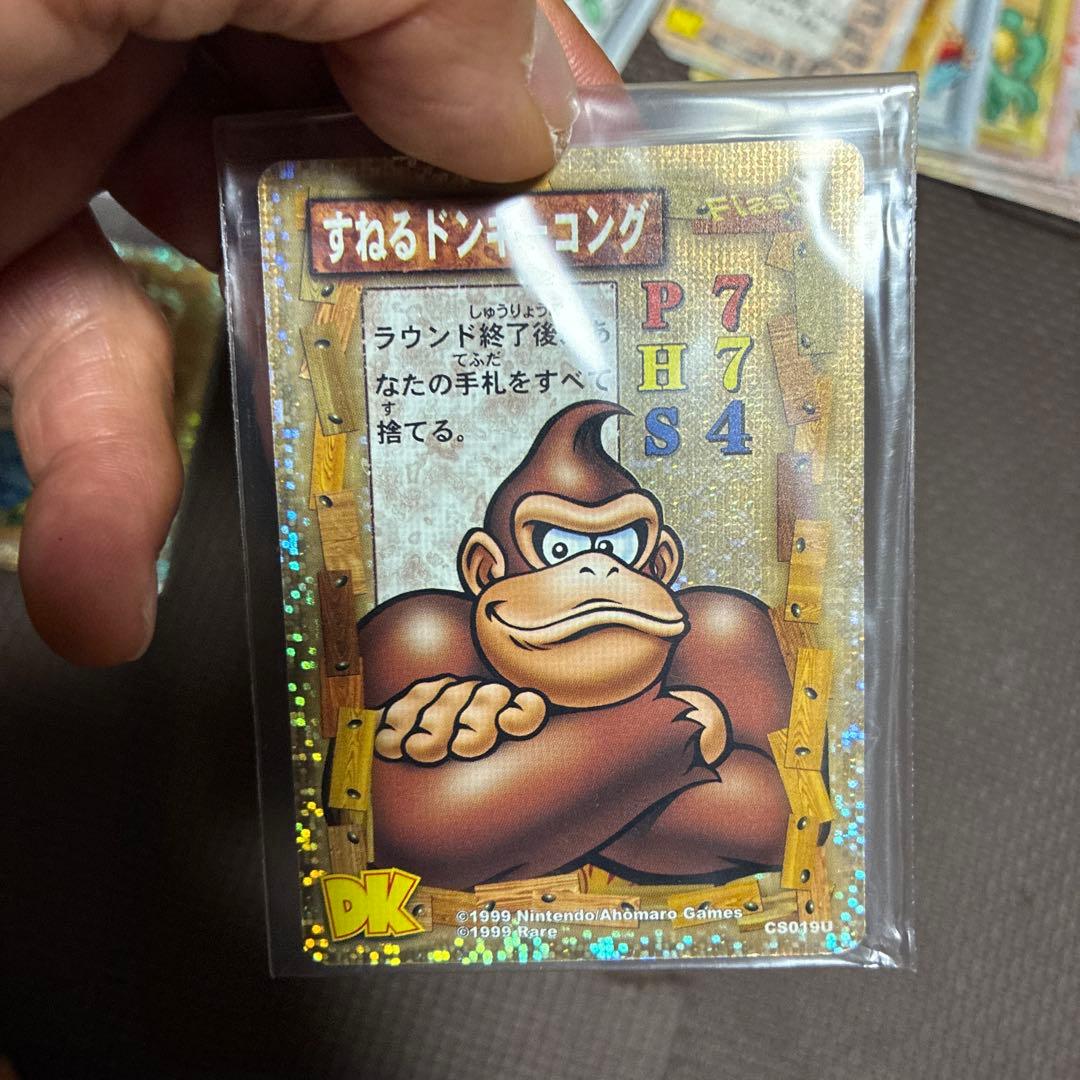 すねるドンキーコング
Flash
P 7
H 7
S 4
しゅうりょう
ラウンド終了後、あ
てふだ
なたの手札をすべて
す
捨てる。
DK
©1999 Nintendo/Ahomaro Games
©1999 Rare
CS019U
DK